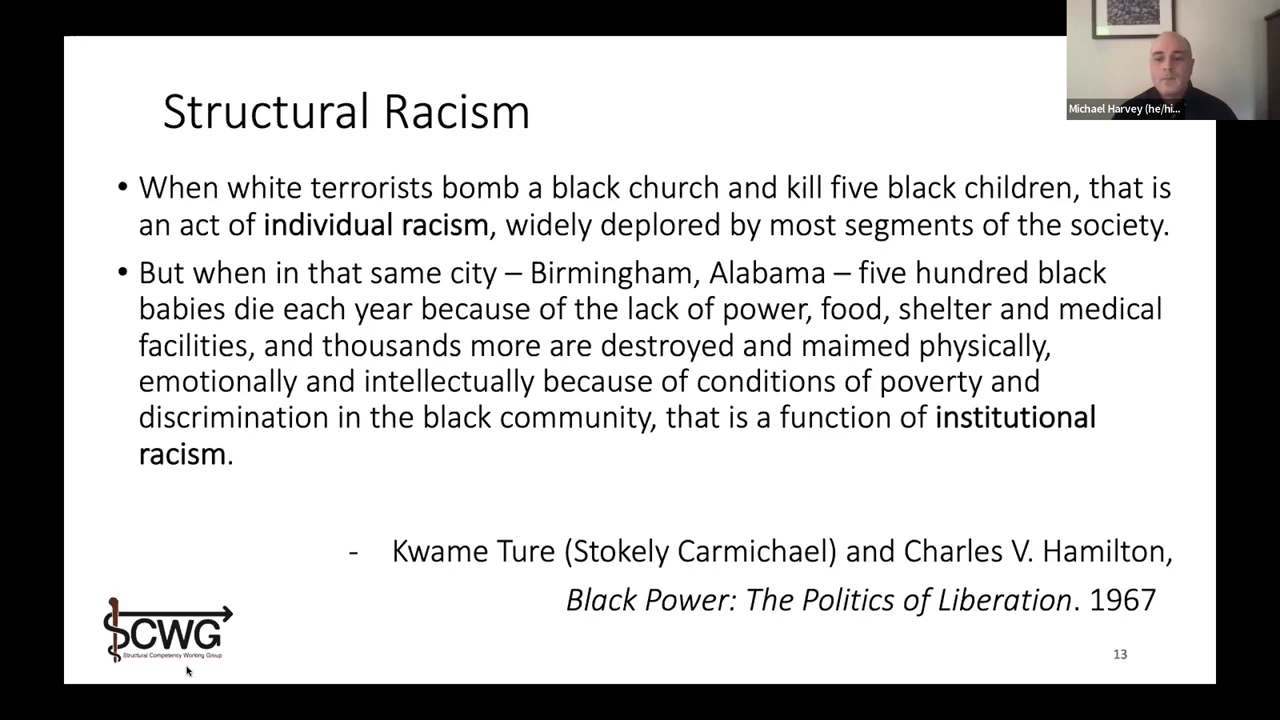 Michael Harvey (he/hi...
Structural Racism
• When white terrorists bomb a black church and kill five black children, that is
an act of individual racism, widely deplored by most segments of the society.
• But when in that same city – Birmingham, Alabama – five hundred black
babies die each year because of the lack of power, food, shelter and medical
facilities, and thousands more are destroyed and maimed physically,
emotionally and intellectually because of conditions of poverty and
discrimination in the black community, that is a function of institutional
racism.
- Kwame Ture (Stokely Carmichael) and Charles V. Hamilton,
Black Power: The Politics of Liberation. 1967
SCWG
Structural Competency Working Group
13